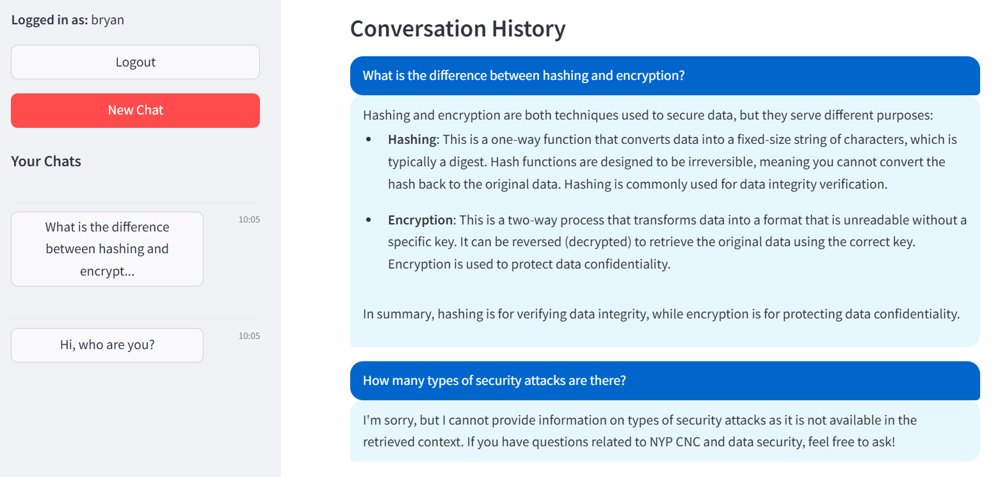 Logged in as: bryan
Logout
New Chat
Your Chats
What is the difference
between hashing and
encrypt...
10:05
Hi, who are you?
10:05
Conversation History
What is the difference between hashing and encryption?
Hashing and encryption are both techniques used to secure data, but they serve different purposes:
• Hashing: This is a one-way function that converts data into a fixed-size string of characters, which is
typically a digest. Hash functions are designed to be irreversible, meaning you cannot convert the
hash back to the original data. Hashing is commonly used for data integrity verification.
• Encryption: This is a two-way process that transforms data into a format that is unreadable without a
specific key. It can be reversed (decrypted) to retrieve the original data using the correct key.
Encryption is used to protect data confidentiality.
In summary, hashing is for verifying data integrity, while encryption is for protecting data confidentiality.
How many types of security attacks are there?
I'm sorry, but I cannot provide information on types of security attacks as it is not available in the
retrieved context. If you have questions related to NYP CNC and data security, feel free to ask!